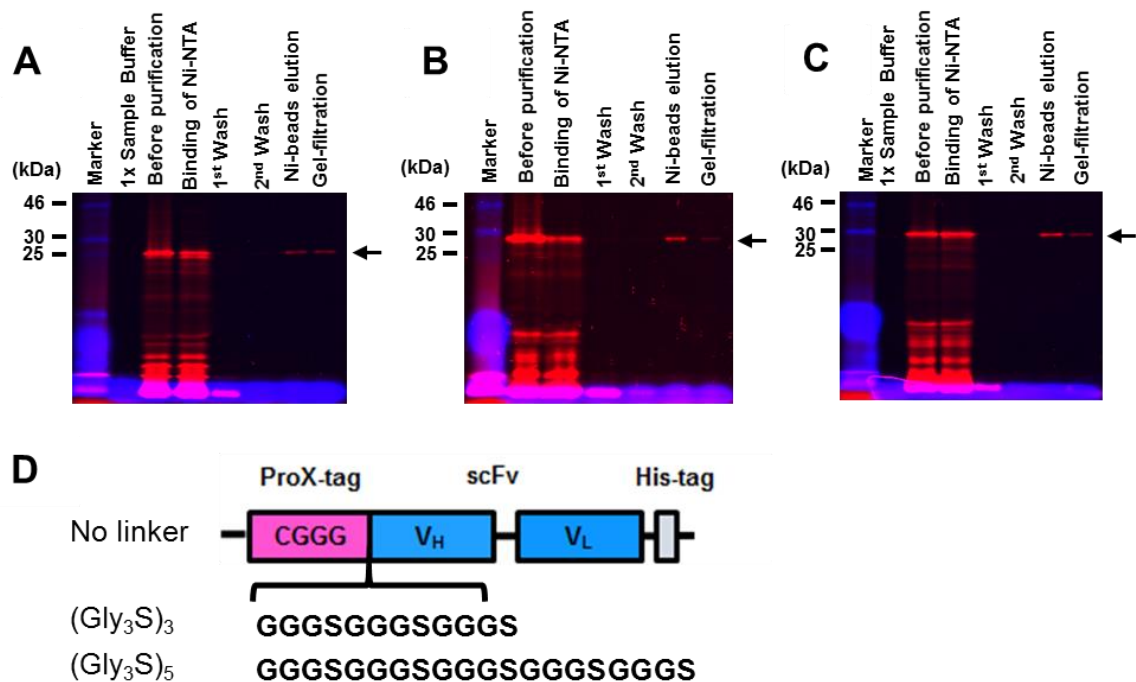 A
(kDa)
Marker
1x Sample Buffer
Before purification
Binding of Ni-NTA
1st Wash
2nd Wash
Ni-beads elution
Gel-filtration
46
30
25
B
(kDa)
Marker
Before purification
Binding of Ni-NTA
1st Wash
2nd Wash
Ni-beads elution
Gel-filtration
46
30
25
C
(kDa)
Marker
1x Sample Buffer
Before purification
Binding of Ni-NTA
1st Wash
2nd Wash
Ni-beads elution
Gel-filtration
46
30
25
D
ProX-tag scFv His-tag
No linker CGGG VH VL
(Gly3S)3 GGGSGGGSGGGS
(Gly3S)5 GGGSGGGSGGGSGGGSGGGS